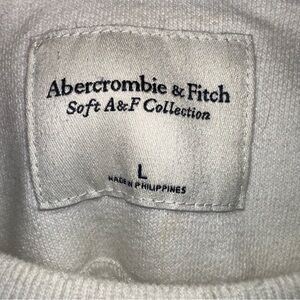 Abercrombie & Fitch
Soft A&F Collection
L
MADE IN PHILIPPINES